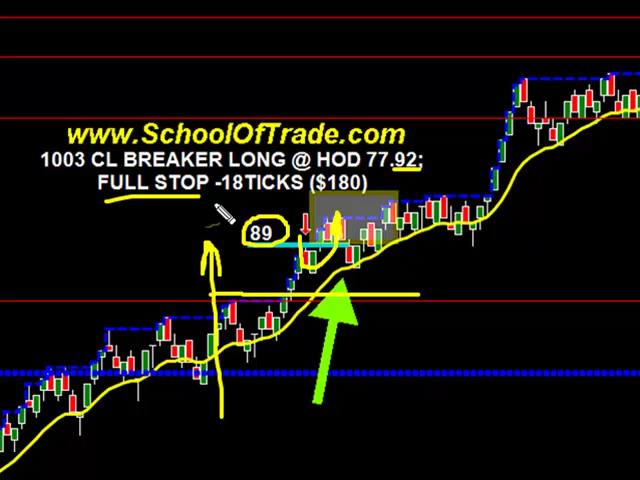 www.SchoolOfTrade.com
1003 CL BREAKER LONG @ HOD 77.92;
FULL STOP -18TICKS ($180)
89